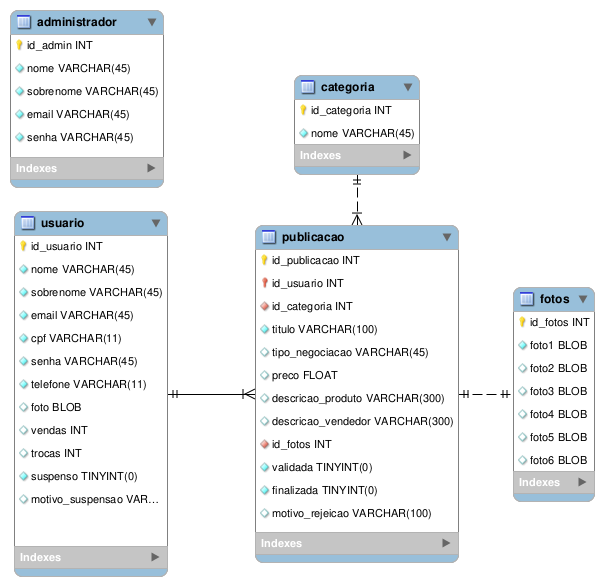 administrador
id_admin INT
nome VARCHAR(45)
sobrenome VARCHAR(45)
email VARCHAR(45)
senha VARCHAR(45)
Indexes
categoria
id_categoria INT
nome VARCHAR(45)
Indexes
usuario
id_usuario INT
nome VARCHAR(45)
sobrenome VARCHAR(45)
email VARCHAR(45)
cpf VARCHAR(11)
senha VARCHAR(45)
telefone VARCHAR(11)
foto BLOB
vendas INT
trocas INT
suspenso TINYINT(0)
motivo_suspensao VAR...
Indexes
publicacao
id_publicacao INT
id_usuario INT
id_categoria INT
titulo VARCHAR(100)
tipo_negociacao VARCHAR(45)
preco FLOAT
descricao_produto VARCHAR(300)
descricao_vendedor VARCHAR(300)
id_fotos INT
validada TINYINT(0)
finalizada TINYINT(0)
motivo_rejeicao VARCHAR(100)
Indexes
fotos
id_fotos INT
foto1 BLOB
foto2 BLOB
foto3 BLOB
foto4 BLOB
foto5 BLOB
foto6 BLOB
Indexes